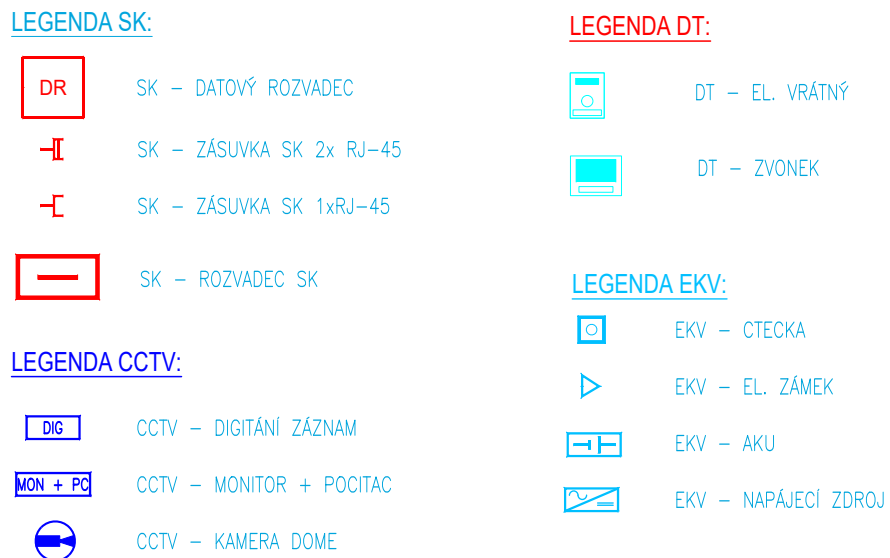 LEGENDA SK:
DR
SK – DATOVÝ ROZVADEC
SK – ZÁSUVKA SK 2x RJ–45
SK – ZÁSUVKA SK 1xRJ–45
SK – ROZVADEC SK
LEGENDA CCTV:
DIG
CCTV – DIGITÁNÍ ZÁZNAM
MON + PC
CCTV – MONITOR + POCITAC
CCTV – KAMERA DOME
LEGENDA DT:
DT – EL. VRÁTNÝ
DT – ZVONEK
LEGENDA EKV:
EKV – CTECKA
EKV – EL. ZÁMEK
EKV – AKU
EKV – NAPÁJECÍ ZDROJ